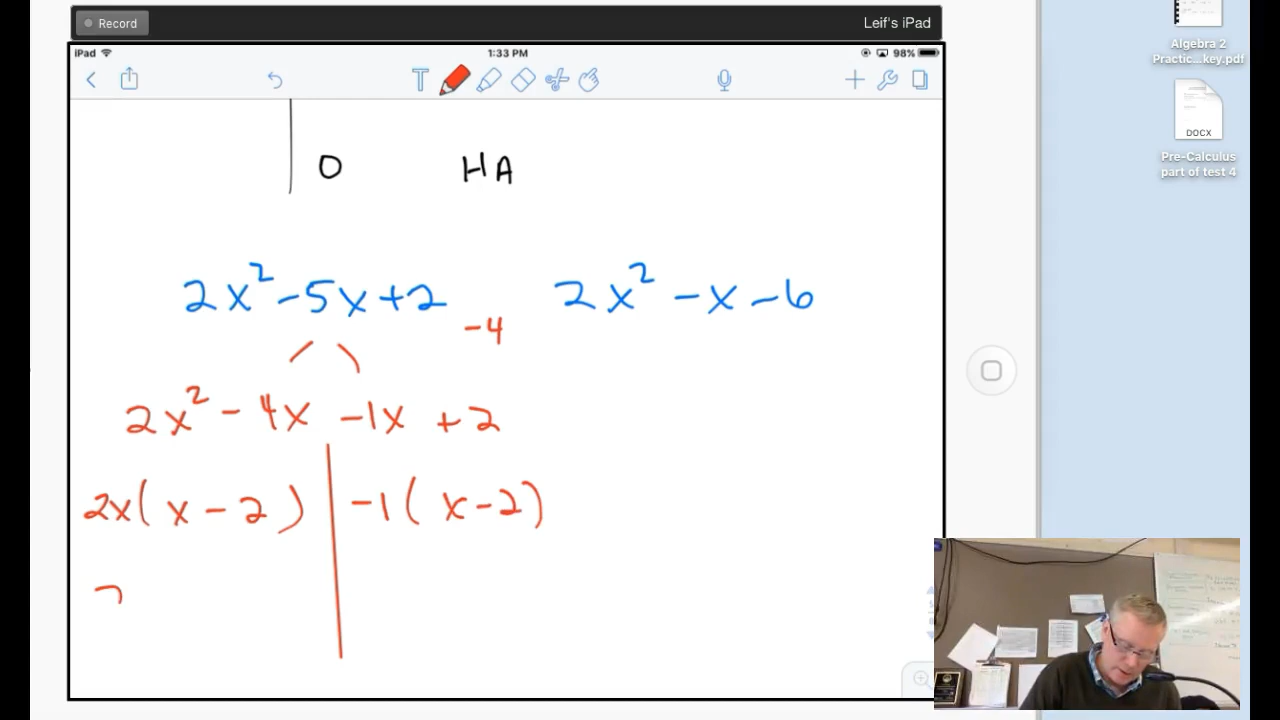 Record
Leif's iPad
iPad
1:33 PM
98%
T
Algebra 2
Practic...key.pdf
DOCX
Pre-Calculus
part of test 4
O HA
2x² -5x+2
2x² -x -6
-4
2x² - 4x -1x +2
2x( x - 2 ) -1( x-2)